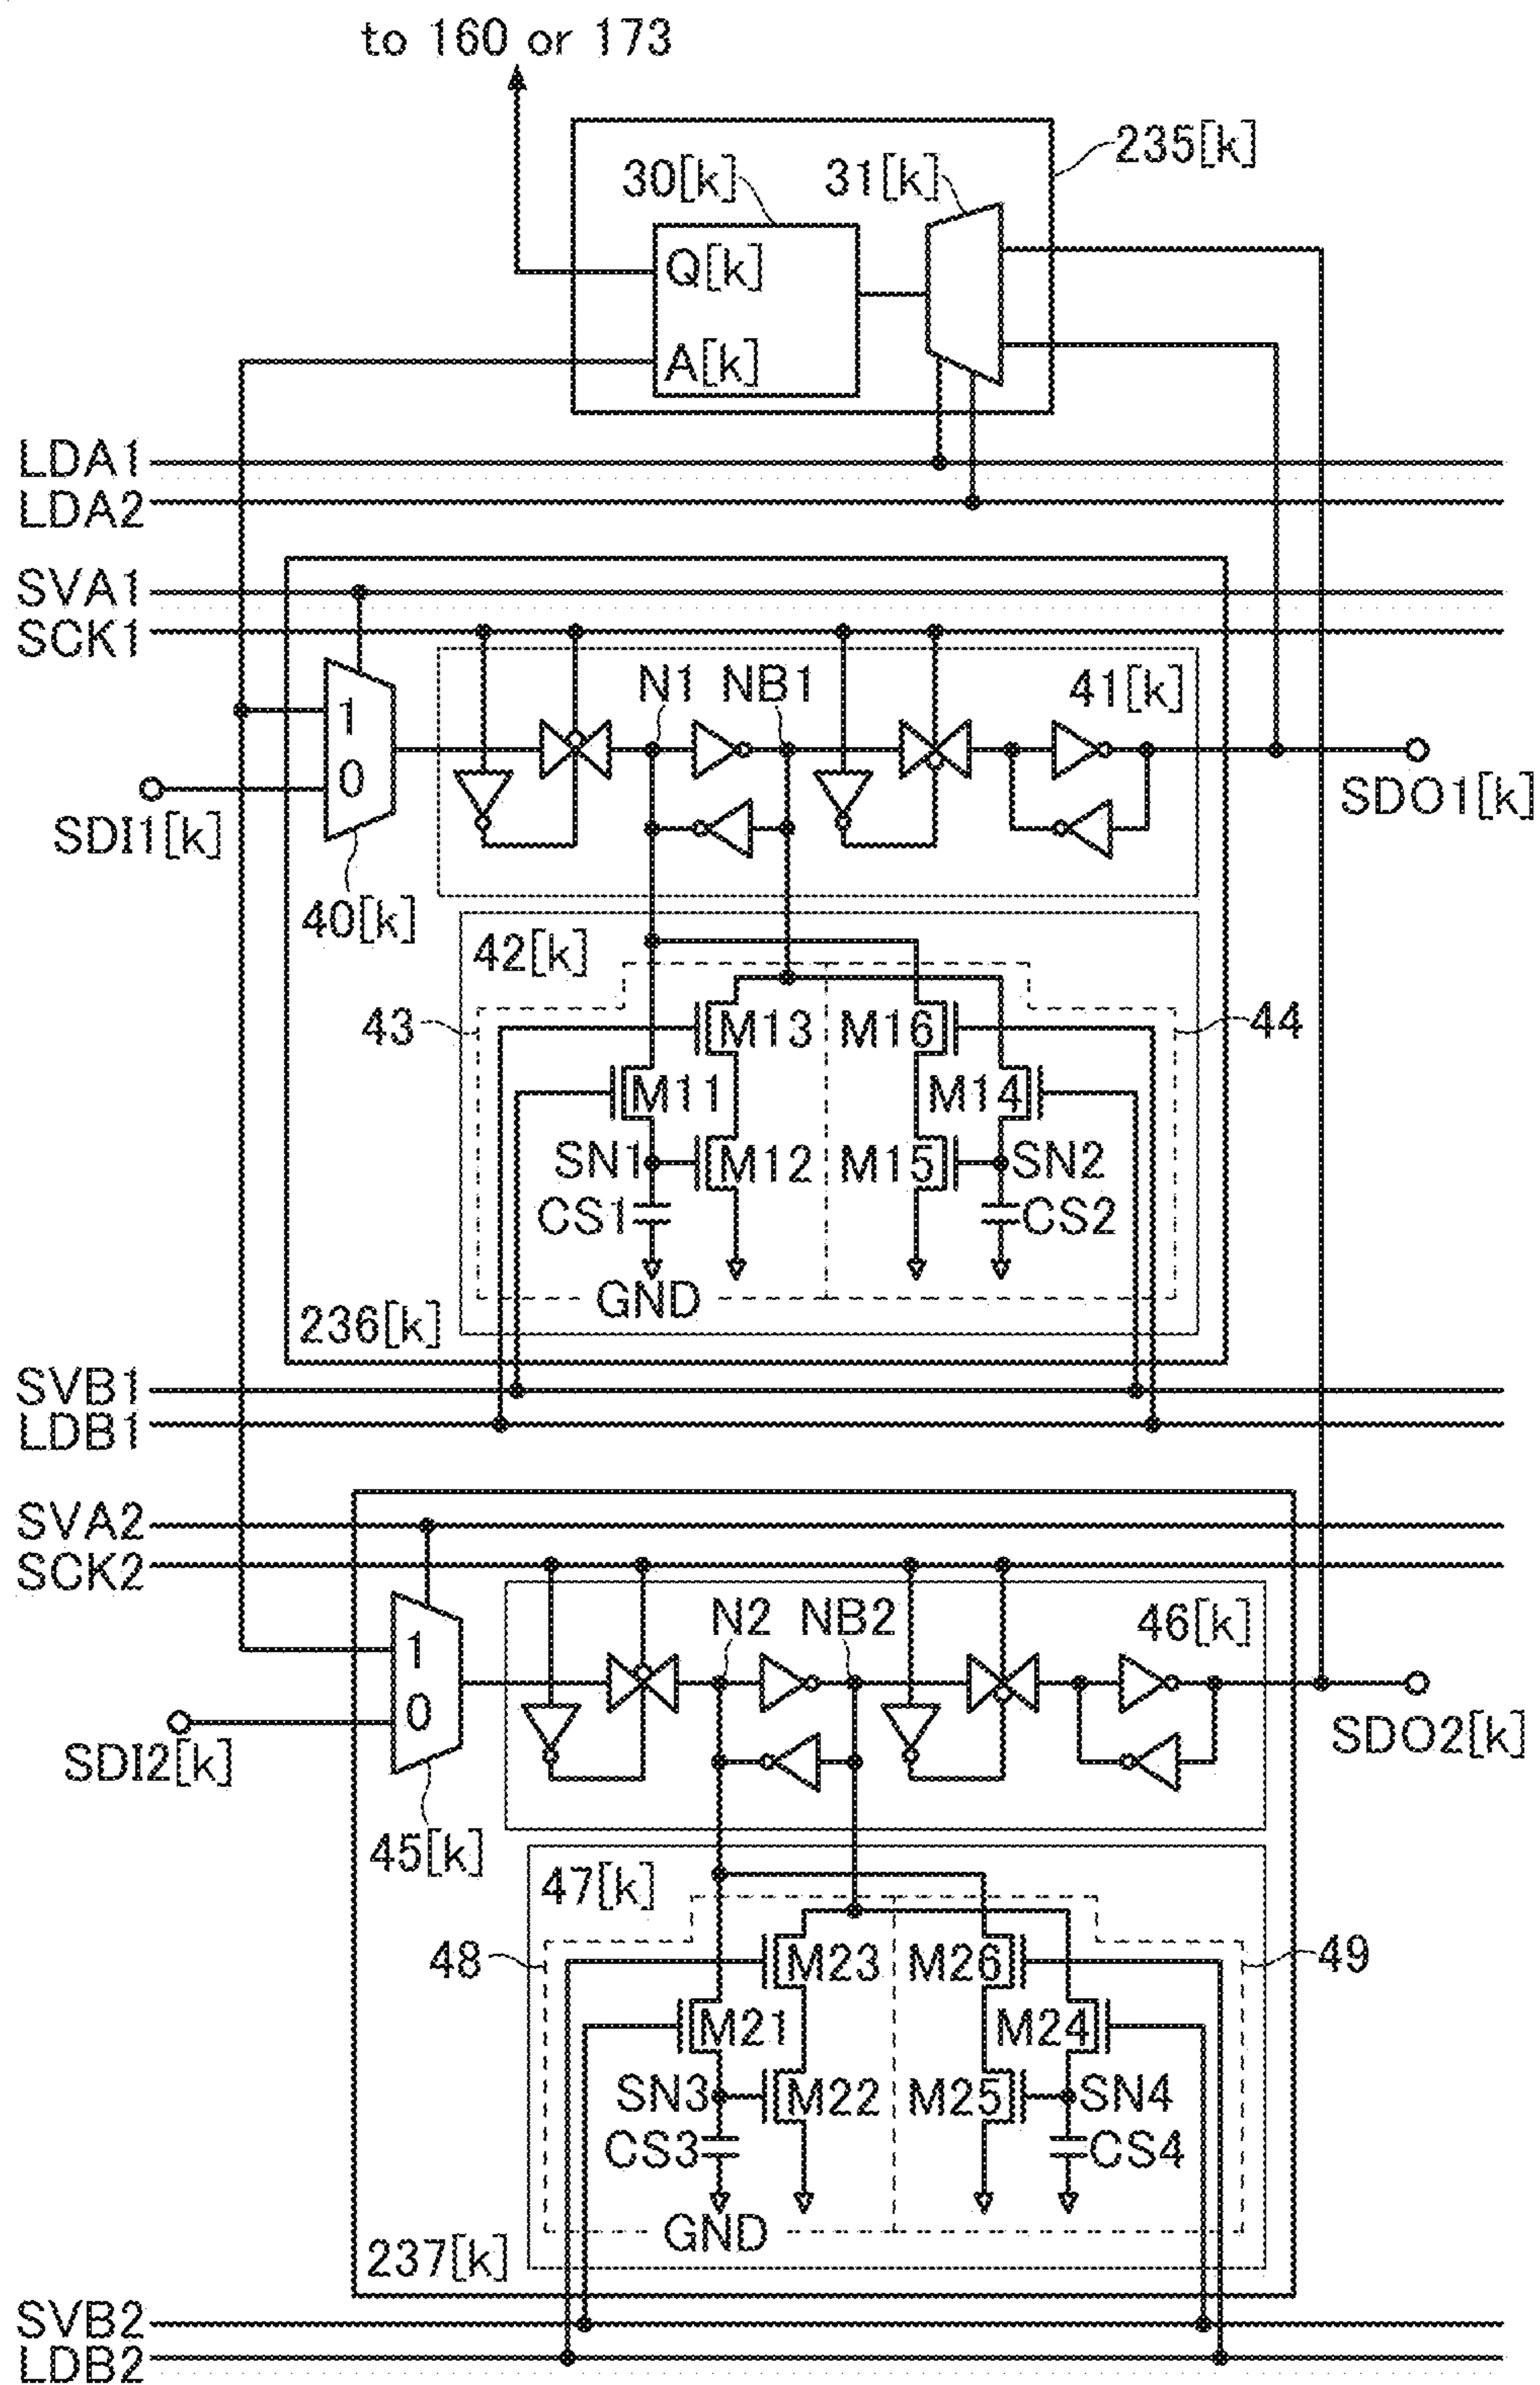 to 160 or 173
235[k]
30[k]
31[k]
Q[k]
A[k]
LDA1
LDA2
SVA1
SCK1
N1
NB1
41[k]
1
0
SDI1[k]
SDO1[k]
40[k]
42[k]
43
M13
M16
44
M11
M14
SN1
M12
M15
SN2
CS1
CS2
GND
236[k]
SVB1
LDB1
SVA2
SCK2
N2
NB2
46[k]
1
0
SDI2[k]
SDO2[k]
45[k]
47[k]
48
M23
M26
49
M21
M24
SN3
M22
M25
SN4
CS3
CS4
GND
237[k]
SVB2
LDB2